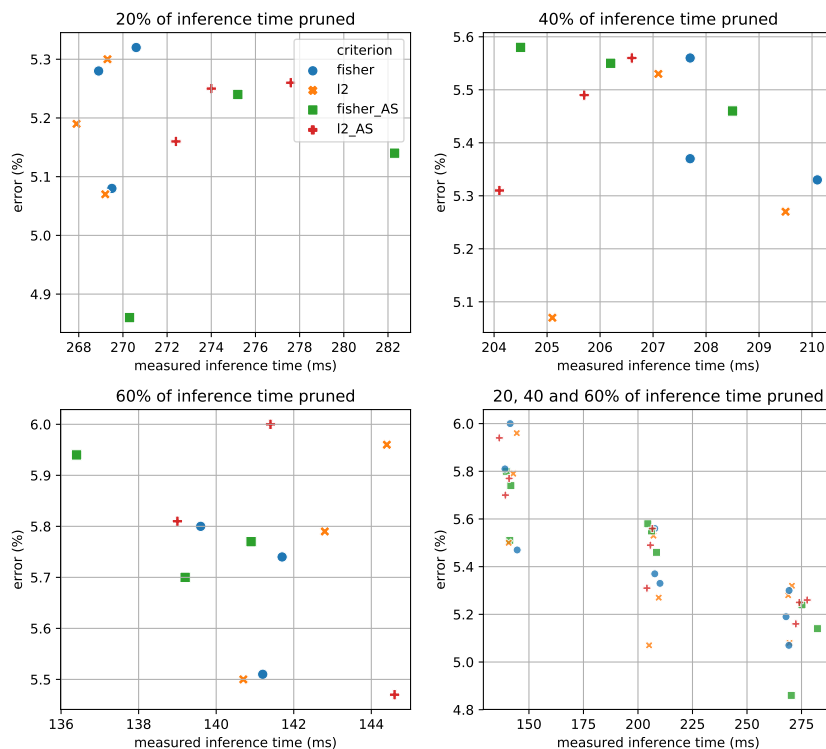 20% of inference time pruned
5.3
5.2
5.1
5.0
4.9
error (%)
criterion
fisher
l2
fisher_AS
l2_AS
268 270 272 274 276 278 280 282
measured inference time (ms)
40% of inference time pruned
5.6
5.5
5.4
5.3
5.2
5.1
error (%)
204 205 206 207 208 209 210
measured inference time (ms)
60% of inference time pruned
6.0
5.9
5.8
5.7
5.6
5.5
error (%)
136 138 140 142 144
measured inference time (ms)
20, 40 and 60% of inference time pruned
6.0
5.8
5.6
5.4
5.2
5.0
4.8
error (%)
150 175 200 225 250 275
measured inference time (ms)